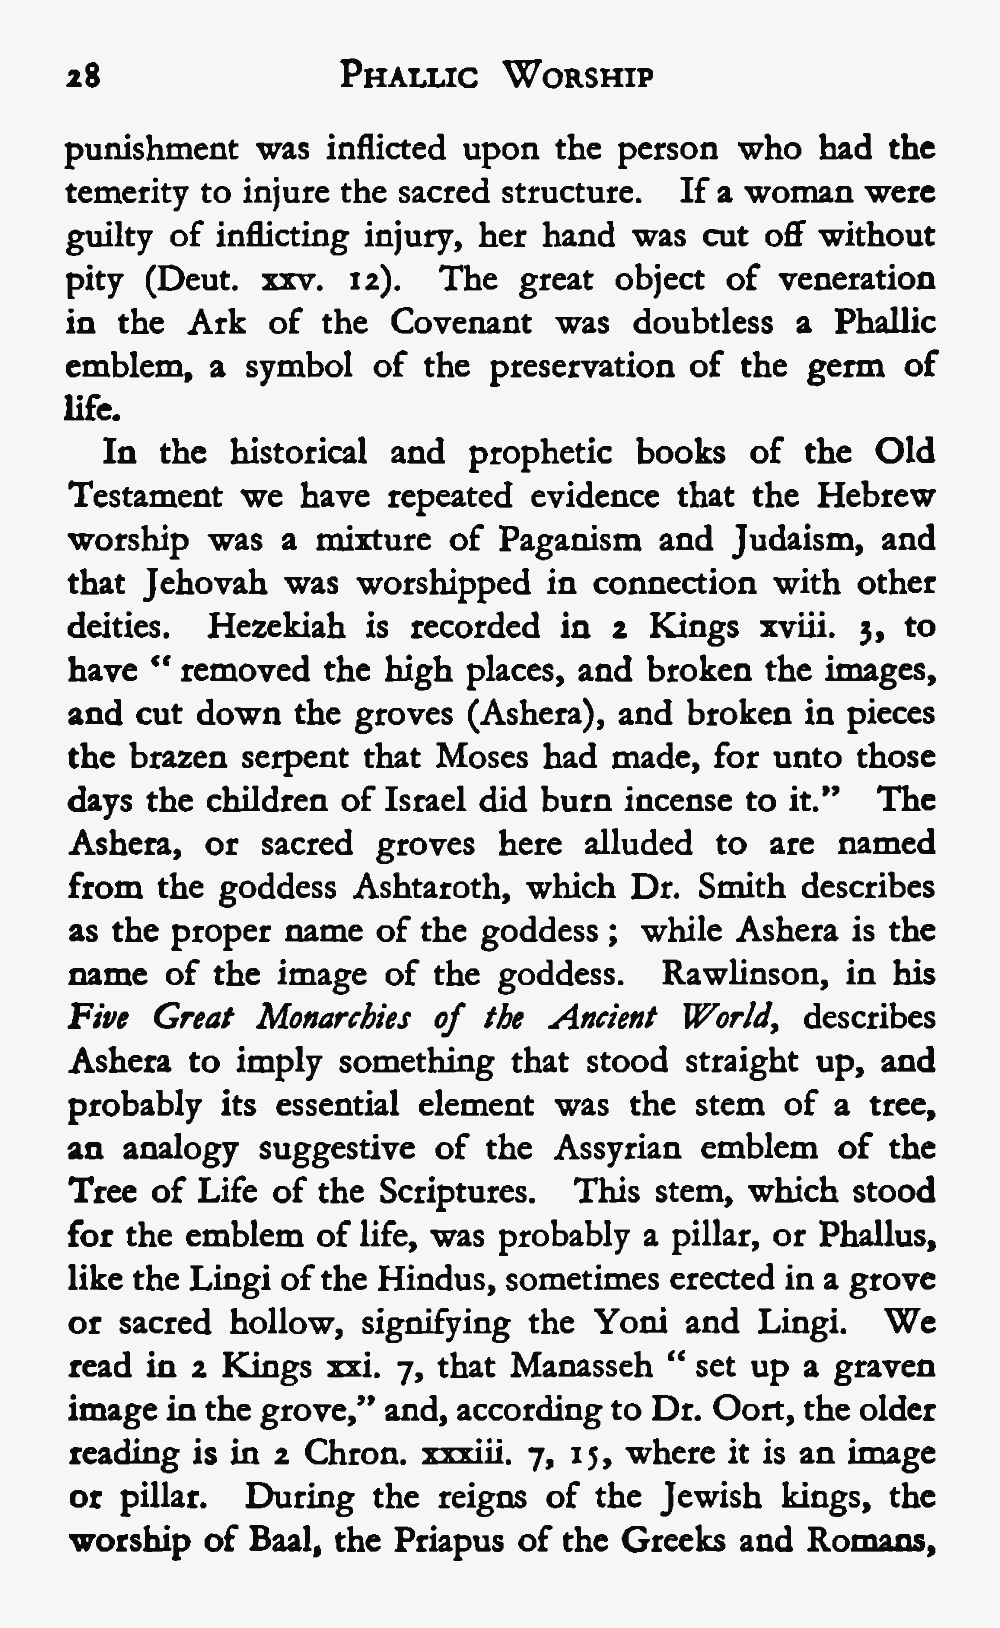 28 Phallic Worship
punishment was inflicted upon the person who had the
temerity to injure the sacred structure. If a woman were
guilty of inflicting injury, her hand was cut off without
pity (Deut. xxv. 12). The great object of veneration
in the Ark of the Covenant was doubtless a Phallic
emblem, a symbol of the preservation of the germ of
life.
In the historical and prophetic books of the Old
Testament we have repeated evidence that the Hebrew
worship was a mixture of Paganism and Judaism, and
that Jehovah was worshipped in connection with other
deities. Hezekiah is recorded in 2 Kings xviii. 3, to
have “ removed the high places, and broken the images,
and cut down the groves (Ashera), and broken in pieces
the brazen serpent that Moses had made, for unto those
days the children of Israel did burn incense to it.” The
Ashera, or sacred groves here alluded to are named
from the goddess Ashtaroth, which Dr. Smith describes
as the proper name of the goddess ; while Ashera is the
name of the image of the goddess. Rawlinson, in his
Five Great Monarchies of the Ancient World, describes
Ashera to imply something that stood straight up, and
probably its essential element was the stem of a tree,
an analogy suggestive of the Assyrian emblem of the
Tree of Life of the Scriptures. This stem, which stood
for the emblem of life, was probably a pillar, or Phallus,
like the Lingi of the Hindus, sometimes erected in a grove
or sacred hollow, signifying the Yoni and Lingi. We
read in 2 Kings xxi. 7, that Manasseh “ set up a graven
image in the grove,” and, according to Dr. Oort, the older
reading is in 2 Chron. xxxiii. 7, 15, where it is an image
or pillar. During the reigns of the Jewish kings, the
worship of Baal, the Priapus of the Greeks and Romans,